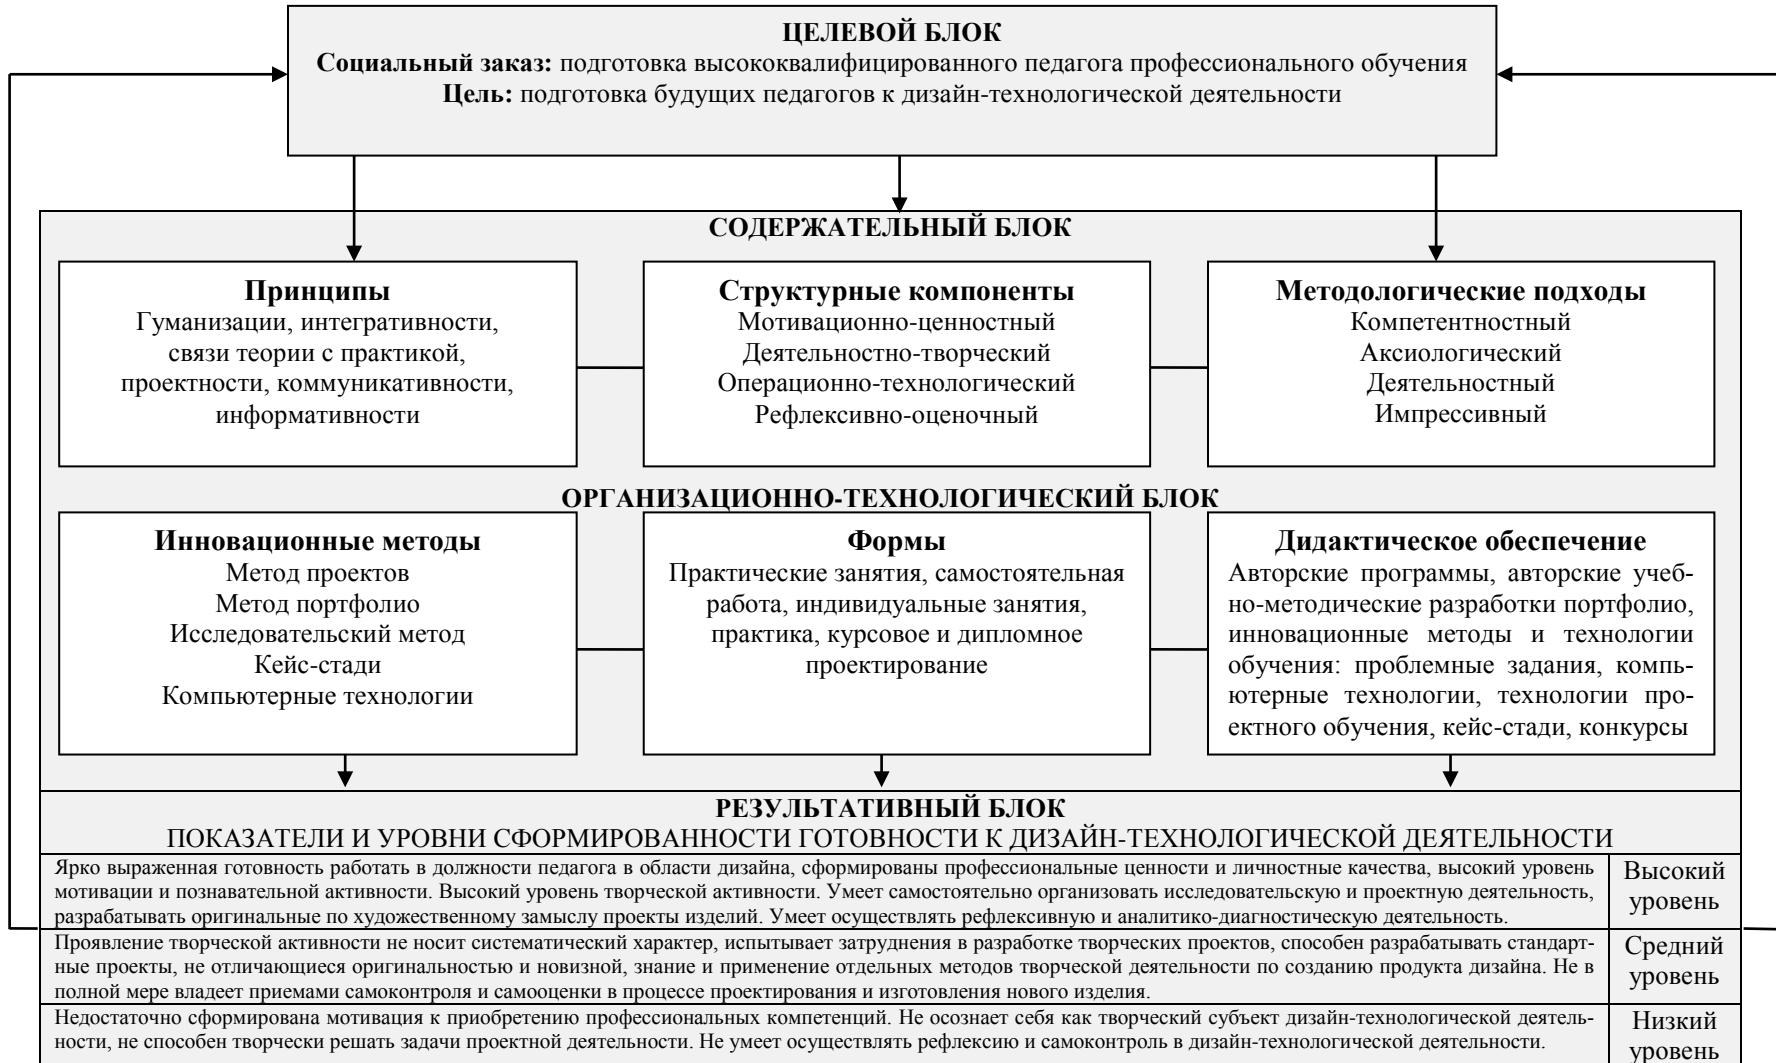 ЦЕЛЕВОЙ БЛОК
Социальный заказ: подготовка высококвалифицированного педагога профессионального обучения
Цель: подготовка будущих педагогов к дизайн-технологической деятельности
СОДЕРЖАТЕЛЬНЫЙ БЛОК
Принципы
Гуманизации, интегративности,
связи теории с практикой,
проектности, коммуникативности,
информативности
Структурные компоненты
Мотивационно-ценностный
Деятельностно-творческий
Операционно-технологический
Рефлексивно-оценочный
Методологические подходы
Компетентностный
Аксиологический
Деятельностный
Импрессивный
ОРГАНИЗАЦИОННО-ТЕХНОЛОГИЧЕСКИЙ БЛОК
Инновационные методы
Метод проектов
Метод портфолио
Исследовательский метод
Кейс-стади
Компьютерные технологии
Формы
Практические занятия, самостоятельная
работа, индивидуальные занятия,
практика, курсовое и дипломное
проектирование
Дидактическое обеспечение
Авторские программы, авторские учеб-
но-методические разработки портфолио,
инновационные методы и технологии
обучения: проблемные задания, компь-
ютерные технологии, технологии про-
ектного обучения, кейс-стади, конкурсы
РЕЗУЛЬТАТИВНЫЙ БЛОК
ПОКАЗАТЕЛИ И УРОВНИ СФОРМИРОВАННОСТИ ГОТОВНОСТИ К ДИЗАЙН-ТЕХНОЛОГИЧЕСКОЙ ДЕЯТЕЛЬНОСТИ
Ярко выраженная готовность работать в должности педагога в области дизайна, сформированы профессиональные ценности и личностные качества, высокий уровень
мотивации и познавательной активности. Высокий уровень творческой активности. Умеет самостоятельно организовать исследовательскую и проектную деятельность,
разрабатывать оригинальные по художественному замыслу проекты изделий. Умеет осуществлять рефлексивную и аналитико-диагностическую деятельность.
Высокий
уровень
Проявление творческой активности не носит систематический характер, испытывает затруднения в разработке творческих проектов, способен разрабатывать стандарт-
ные проекты, не отличающиеся оригинальностью и новизной, знание и применение отдельных методов творческой деятельности по созданию продукта дизайна. Не в
полной мере владеет приемами самоконтроля и самооценки в процессе проектирования и изготовления нового изделия.
Средний
уровень
Недостаточно сформирована мотивация к приобретению профессиональных компетенций. Не осознает себя как творческий субъект дизайн-технологической деятель-
ности, не способен творчески решать задачи проектной деятельности. Не умеет осуществлять рефлексию и самоконтроль в дизайн-технологической деятельности.
Низкий
уровень